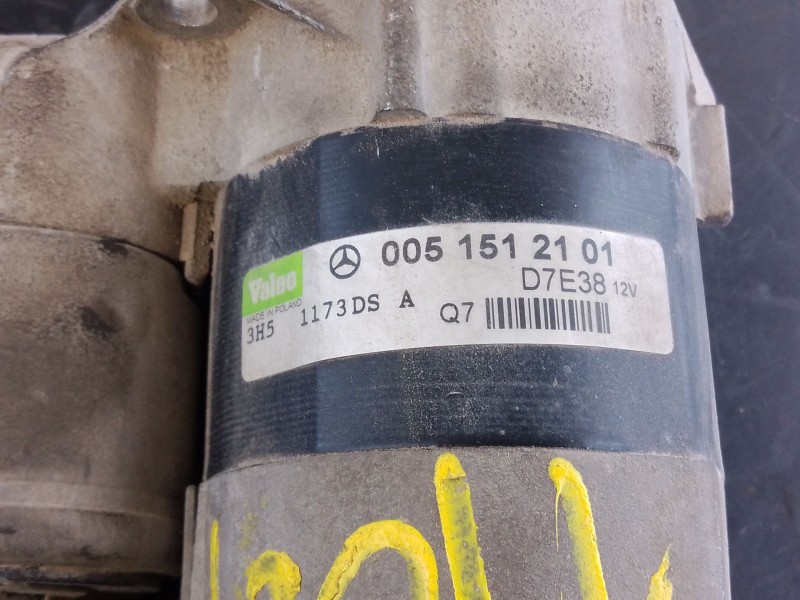 005 151 21 01
Valeo
D7E38 12V
MADE IN POLAND
3H5 1173DS A
Q7